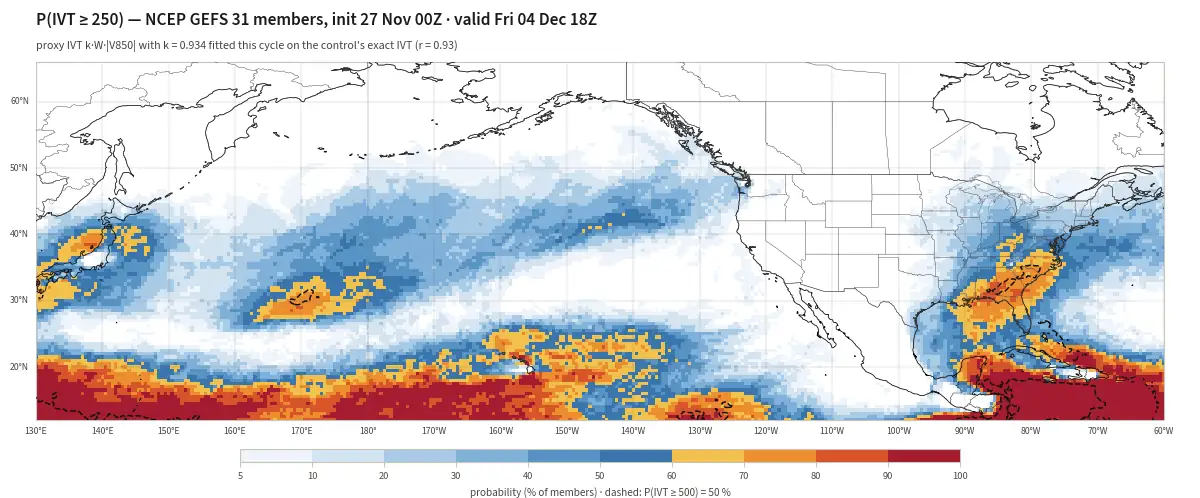 P(IVT ≥ 250) — NCEP GEFS 31 members, init 27 Nov 00Z · valid Fri 04 Dec 18Z
proxy IVT k·W·|V850| with k = 0.934 fitted this cycle on the control's exact IVT (r = 0.93)
60°N
50°N
40°N
30°N
20°N
130°E 140°E 150°E 160°E 170°E 180° 170°W 160°W 150°W 140°W 130°W 120°W 110°W 100°W 90°W 80°W 70°W 60°W
5 10 20 30 40 50 60 70 80 90 100
probability (% of members) · dashed: P(IVT ≥ 500) = 50 %